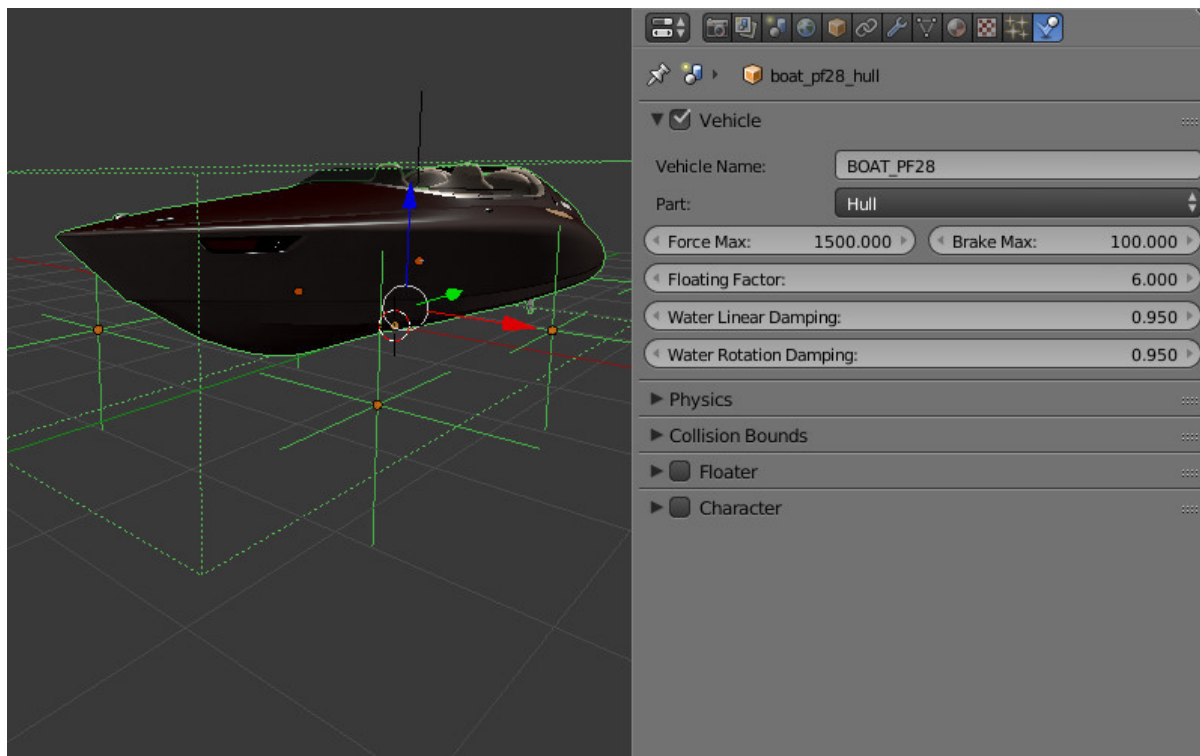 boat_pf28_hull
Vehicle
Vehicle Name: BOAT_PF28
Part: Hull
Force Max: 1500.000 Brake Max: 100.000
Floating Factor: 6.000
Water Linear Damping: 0.950
Water Rotation Damping: 0.950
Physics
Collision Bounds
Floater
Character